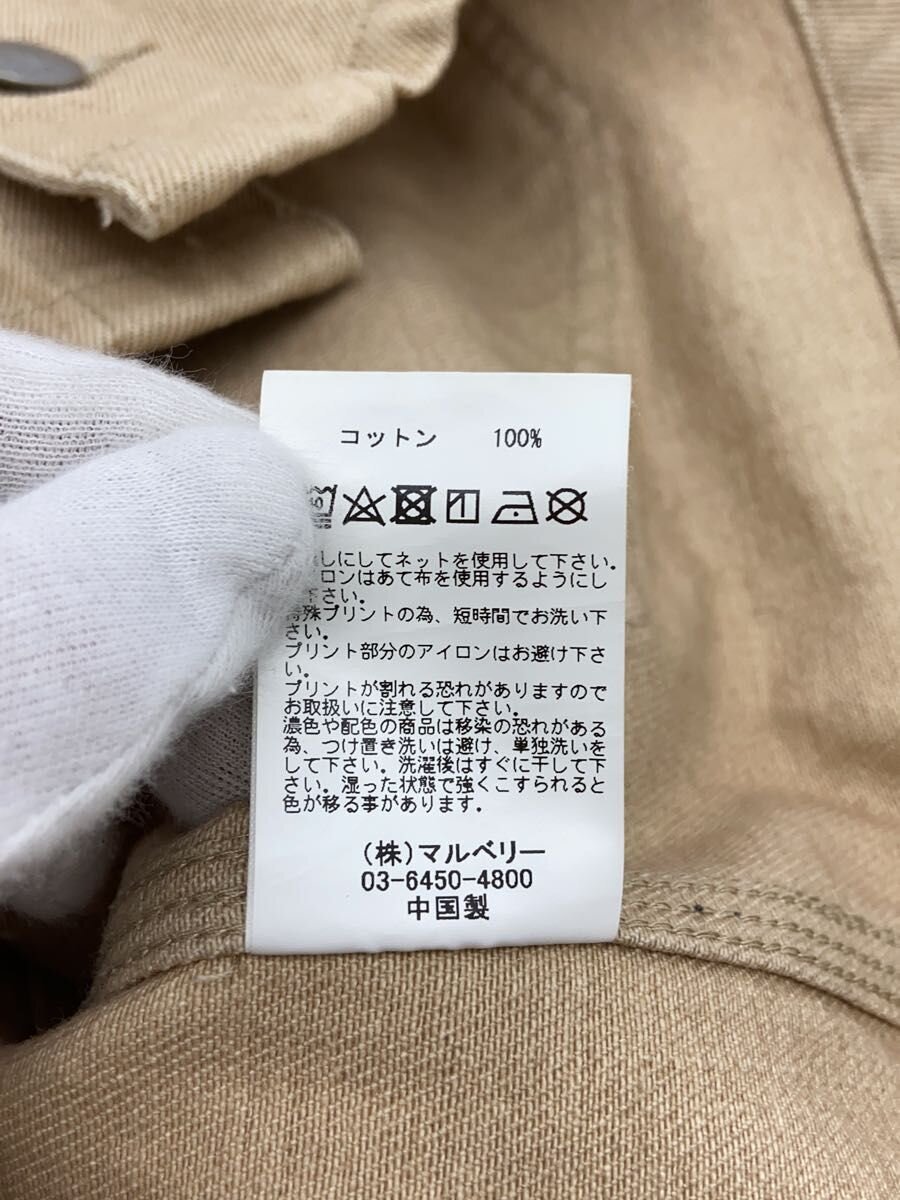 コットン 100%
しにしてネットを使用して下さい。
ロンはあて布を使用するようにし
さい。
特殊プリントの為、短時間でお洗い下
さい。
プリント部分のアイロンはお避け下さ
い。
プリントが割れる恐れがありますので
お取扱いに注意して下さい。
濃色や配色の商品は移染の恐れがある
為、つけ置き洗いは避け、単独洗いを
して下さい。洗濯後はすぐに干して下
さい。湿った状態で強くこすられると
色が移る事があります。
(株)マルベリー
03-6450-4800
中国製